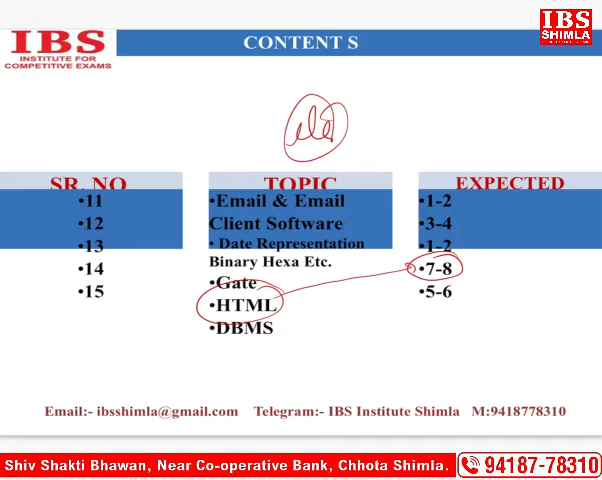 IBS
INSTITUTE FOR
COMPETITIVE EXAMS
CONTENT S
IBS
SHIMLA
SR. NO
TOPIC
EXPECTED
•11
•12
•13
•14
•15
•Email & Email
Client Software
• Date Representation
Binary Hexa Etc.
•Gate
•HTML
•DBMS
•1-2
•3-4
•1-2
•7-8
•5-6
Email:- ibsshimla@gmail.com Telegram:- IBS Institute Shimla M:9418778310
Shiv Shakti Bhawan, Near Co-operative Bank, Chhota Shimla.
94187-78310